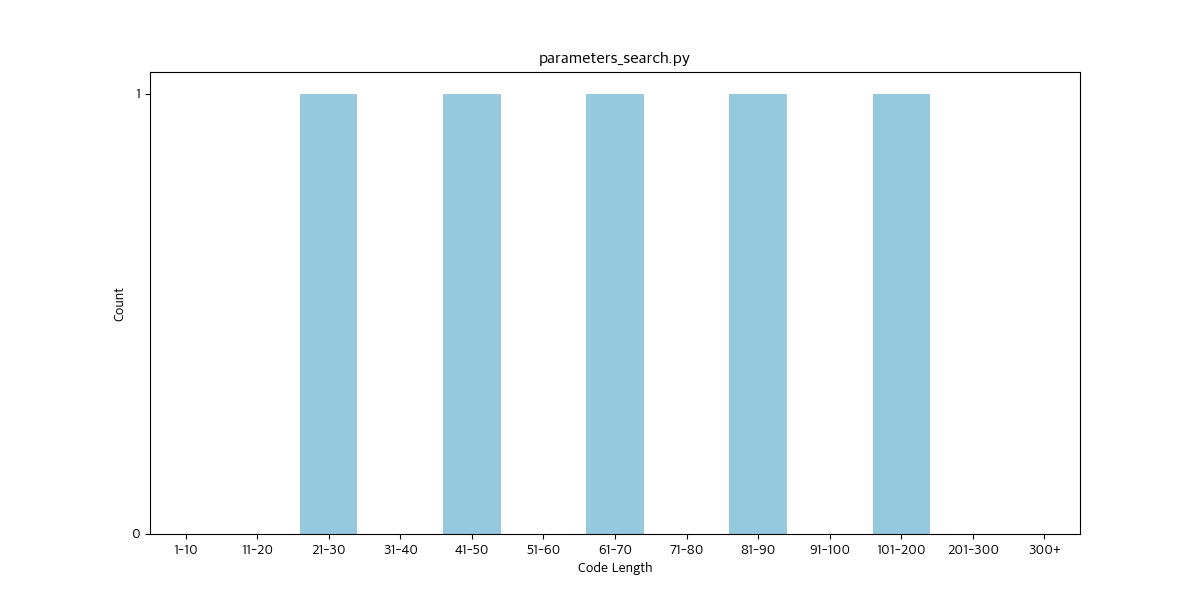 parameters_search.py
Count
1
0
1-10 11-20 21-30 31-40 41-50 51-60 61-70 71-80 81-90 91-100 101-200 201-300 300+
Code Length